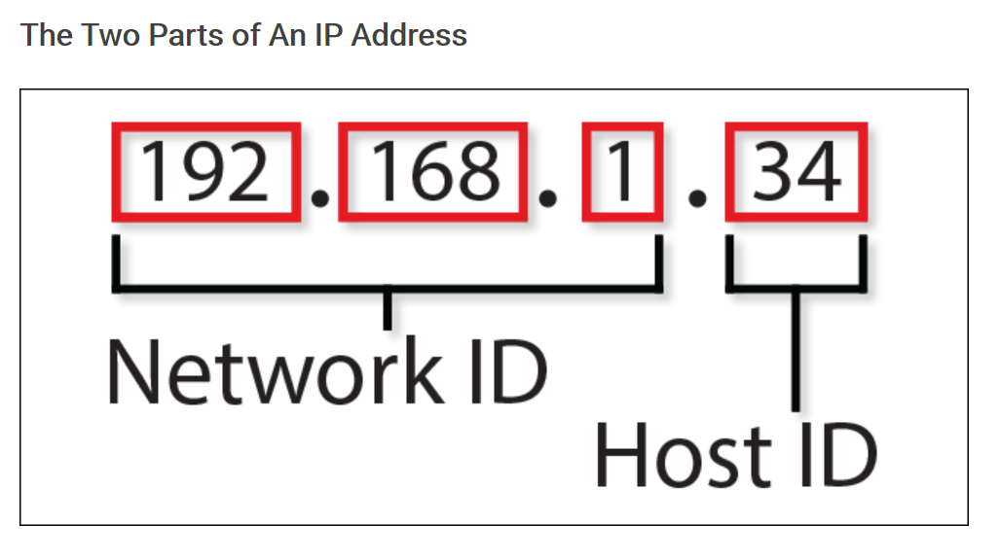 The Two Parts of An IP Address
192.168.1.34
Network ID
Host ID